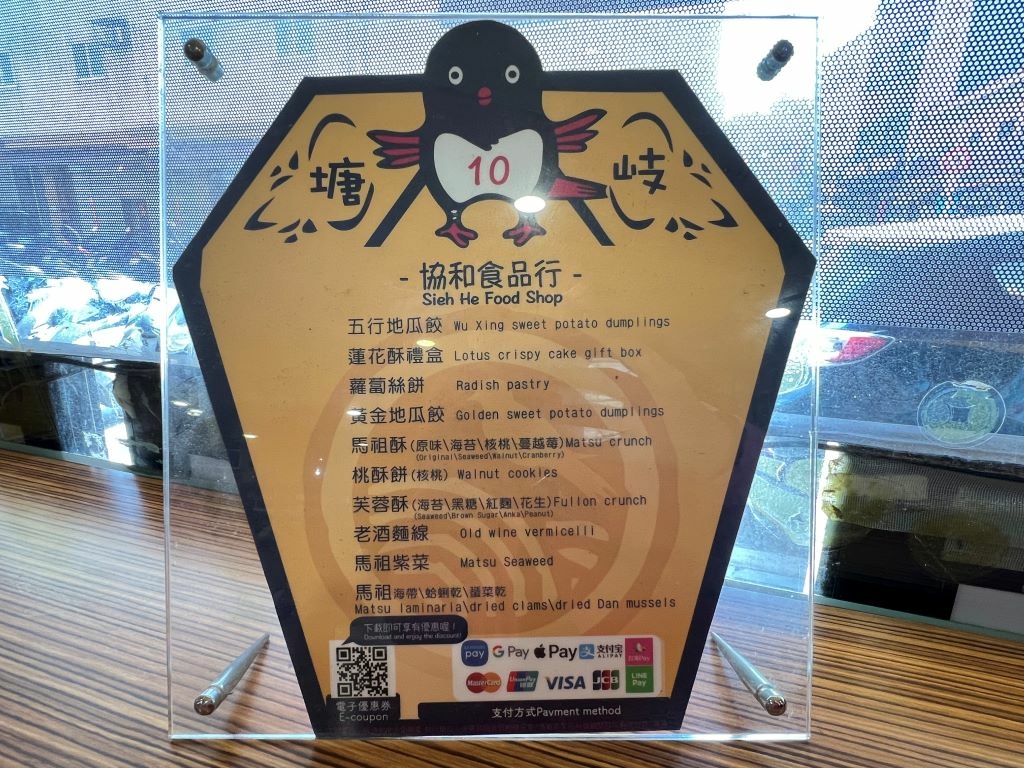 塘 10 岐
- 協和食品行 -
Sieh He Food Shop
五行地瓜餃 Wu Xing sweet potato dumplings
蓮花酥禮盒 Lotus crispy cake gift box
蘿蔔絲餅 Radish pastry
黃金地瓜餃 Golden sweet potato dumplings
馬祖酥(原味\海苔\核桃\蔓越莓)Matsu crunch
(Original\Seaweed\Walnut\Cranberry)
桃酥餅(核桃) Walnut cookies
芙蓉酥(海苔\黑糖\紅麴\花生)Fullon crunch
(Seaweed\Brown Sugar\Anka\Peanut)
老酒麵線 Old wine vermicelli
馬祖紫菜 Matsu Seaweed
馬祖海帶\蛤蜊乾\蜑菜乾
Matsu laminaria\dried clams\dried Dan mussels
下載即可享有優惠喔！
Download and enjoy the discount!
SAMSUNG pay G Pay Pay 支付宝 ALIPAY Pay
MasterCard UnionPay 银联 VISA JCB LINE Pay
電子優惠券
E-coupon
支付方式Payment method